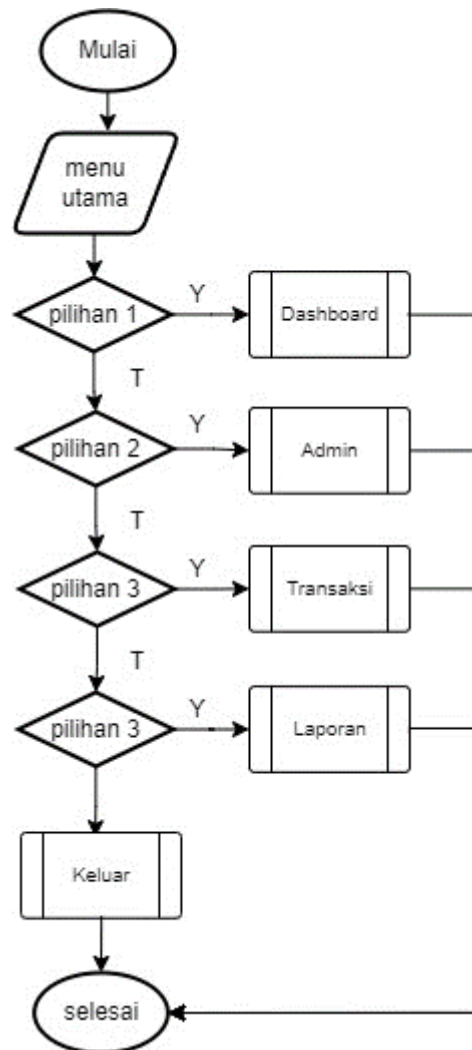 Mulai
menu
utama
pilihan 1
Y
Dashboard
T
pilihan 2
Y
Admin
T
pilihan 3
Y
Transaksi
T
pilihan 3
Y
Laporan
Keluar
selesai